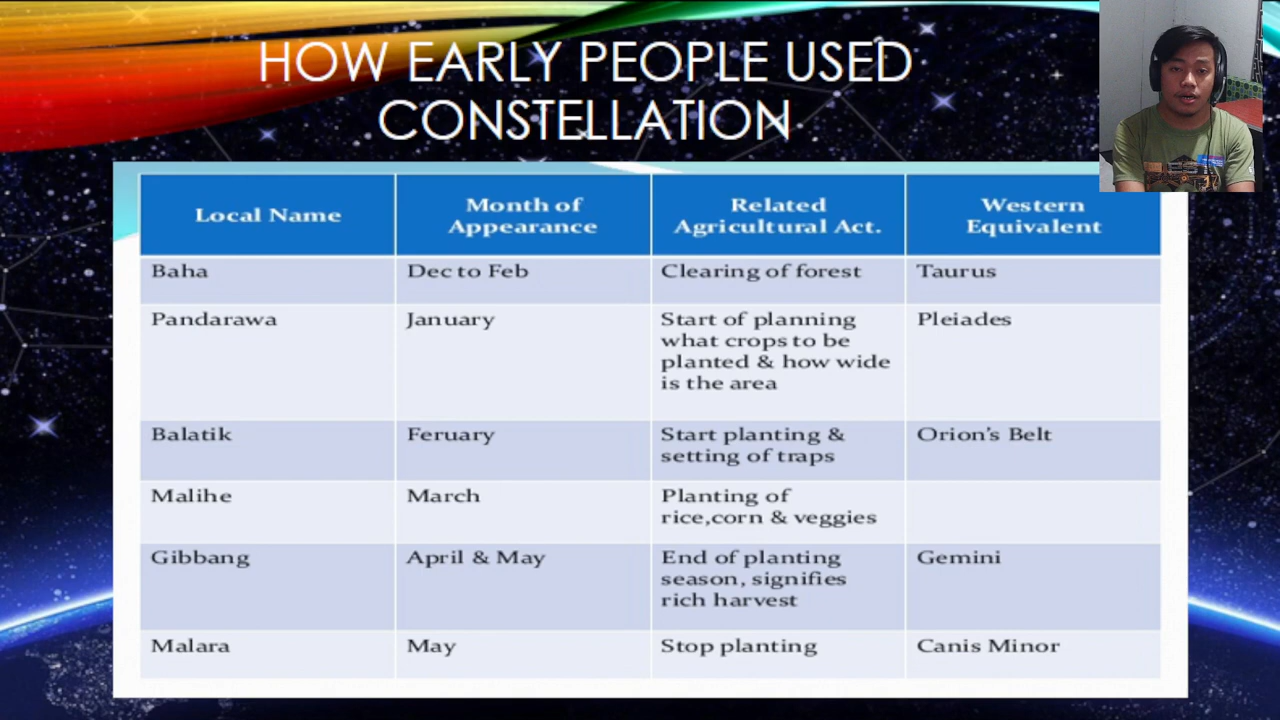 HOW EARLY PEOPLE USED
CONSTELLATION
Local Name
Month of
Appearance
Related
Agricultural Act.
Western
Equivalent
Baha
Dec to Feb
Clearing of forest
Taurus
Pandarawa
January
Start of planning
what crops to be
planted & how wide
is the area
Pleiades
Balatik
Feruary
Start planting &
setting of traps
Orion's Belt
Malihe
March
Planting of
rice,corn & veggies
Gibbang
April & May
End of planting
season, signifies
rich harvest
Gemini
Malara
May
Stop planting
Canis Minor